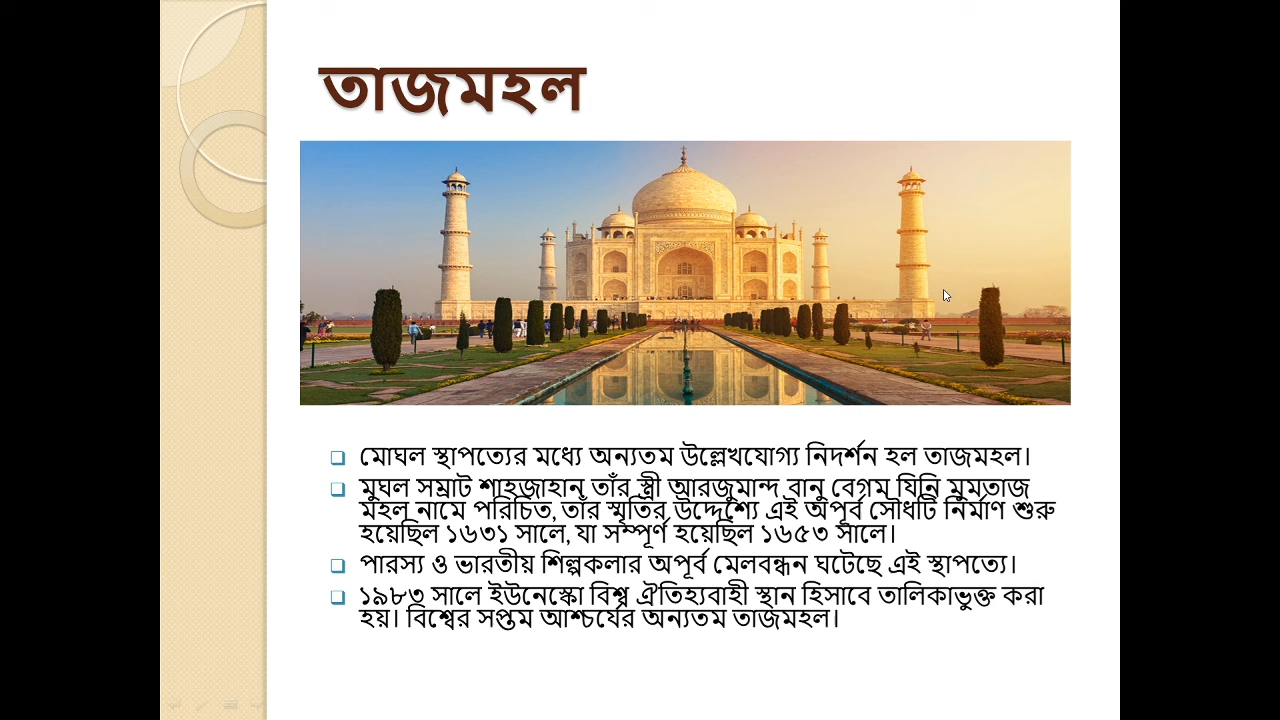 তাজমহল
মোঘল স্থাপত্যের মধ্যে অন্যতম উল্লেখযোগ্য নিদর্শন হল তাজমহল।
মুঘল সম্রাট শাহজাহান তাঁর স্ত্রী আরজুমান্দ বানু বেগম যিনি মুমতাজ
মহল নামে পরিচিত, তাঁর স্মৃতির উদ্দেশ্যে এই অপূর্ব সৌধটি নির্মাণ শুরু
হয়েছিল ১৬৩১ সালে, যা সম্পূর্ণ হয়েছিল ১৬৫৩ সালে।
পারস্য ও ভারতীয় শিল্পকলার অপূর্ব মেলবন্ধন ঘটেছে এই স্থাপত্যে।
১৯৮৩ সালে ইউনেস্কো বিশ্ব ঐতিহ্যবাহী স্থান হিসাবে তালিকাভুক্ত করা
হয়। বিশ্বের সপ্তম আশ্চর্যের অন্যতম তাজমহল।